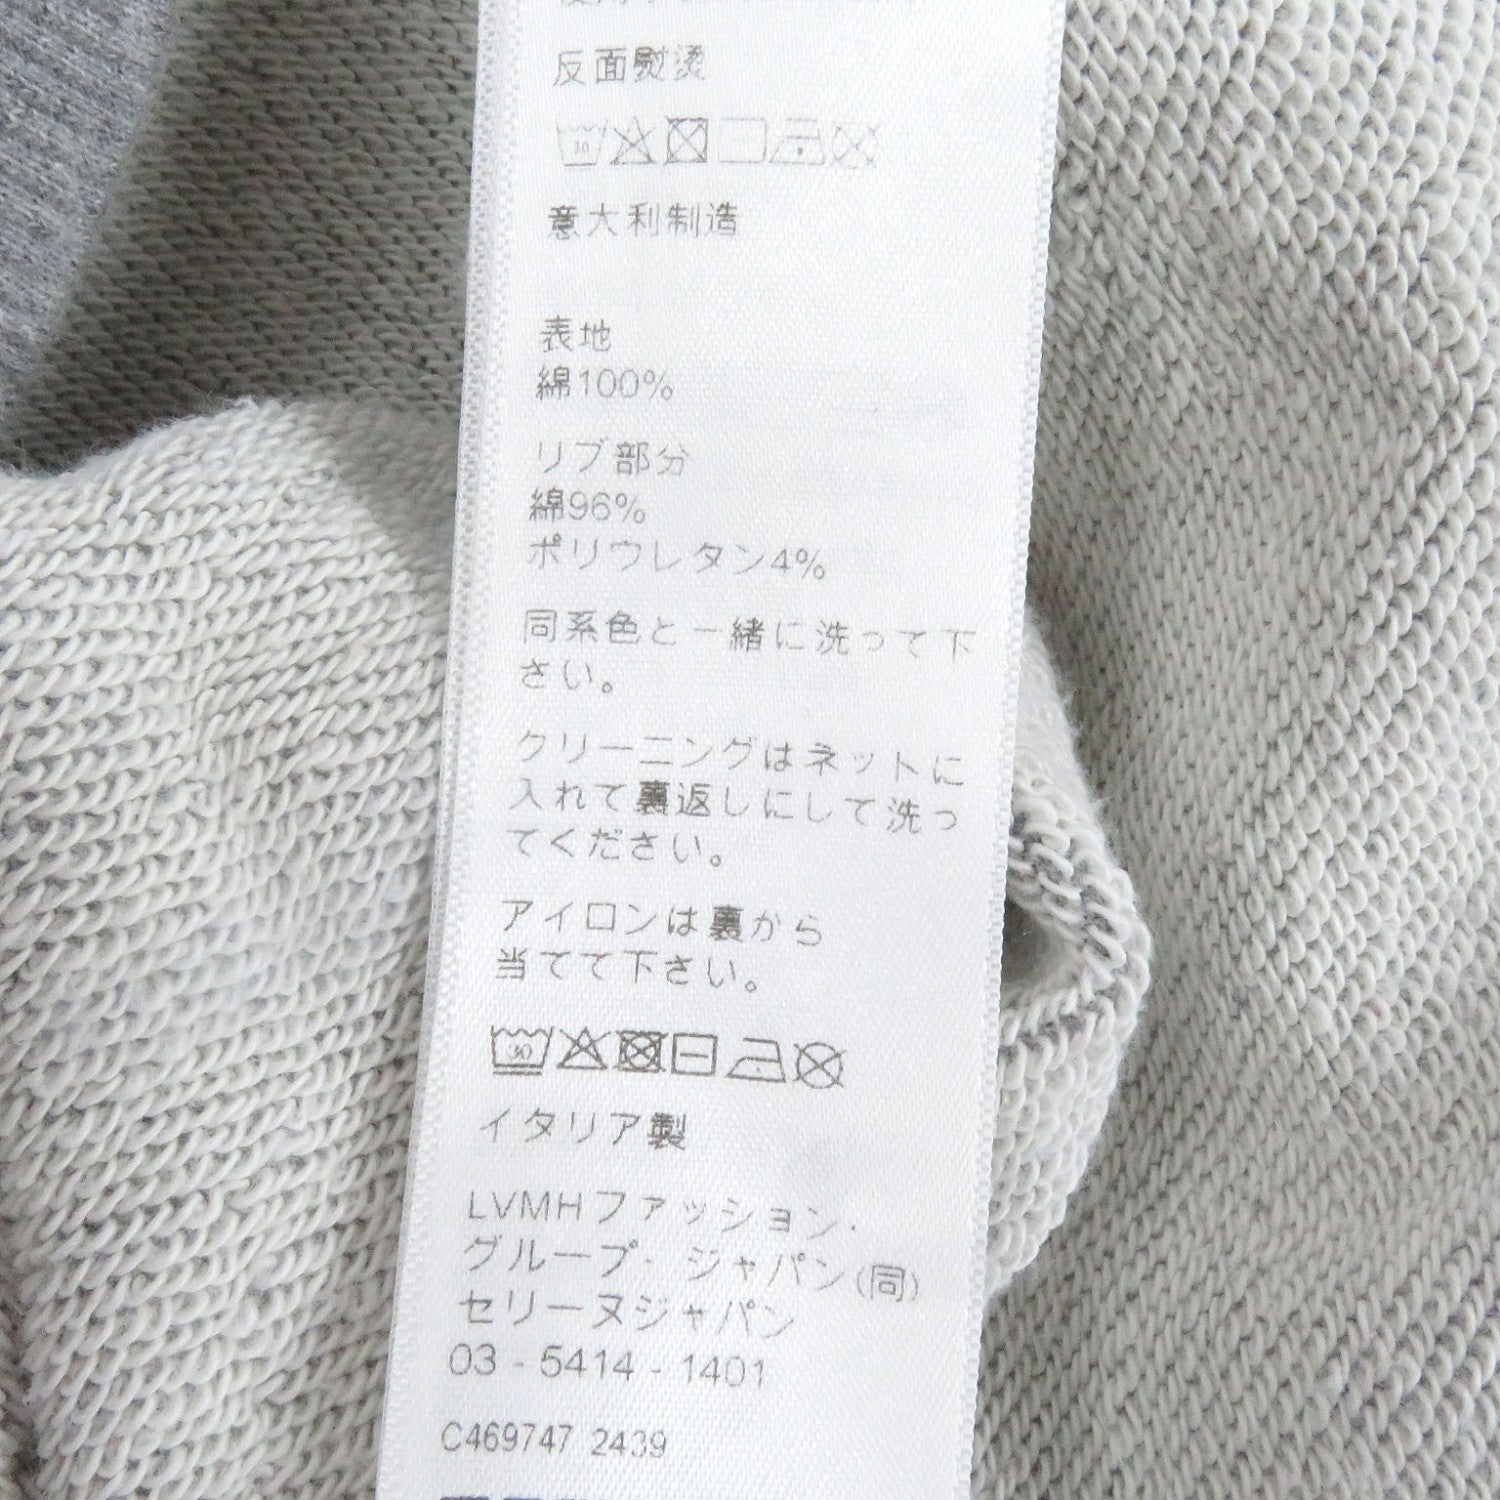 反面熨烫
30
意大利制造
表地
綿100%
リブ部分
綿96%
ポリウレタン4%
同系色と一緒に洗って下
さい。
クリーニングはネットに
入れて裏返しにして洗っ
てください。
アイロンは裏から
当てて下さい。
30
イタリア製
LVMHファッション・
グループ・ジャパン(同)
セリーヌジャパン
03 - 5414 - 1401
C469747 2439